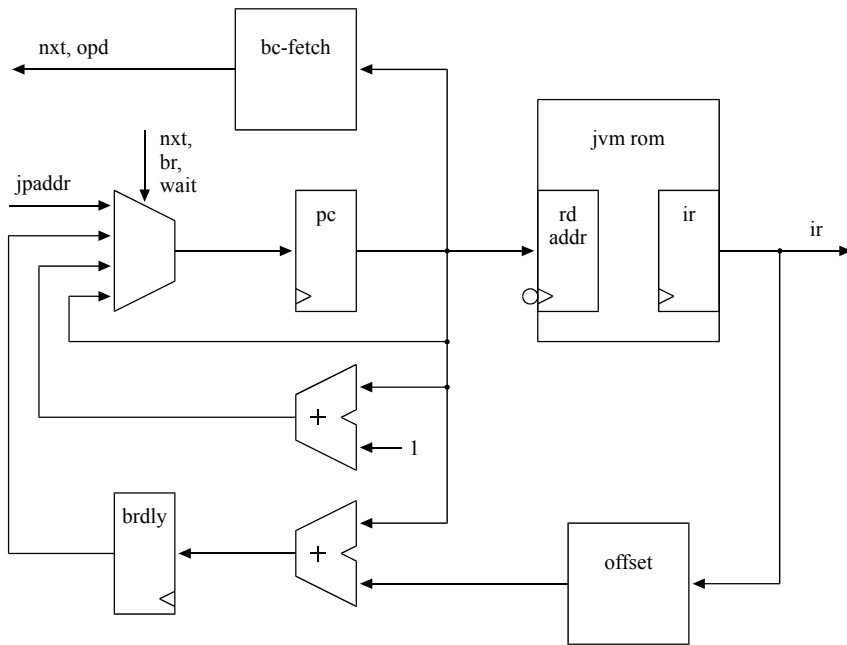 nxt, opd
bc-fetch
jvm rom
nxt,
br,
wait
jpaddr
pc
rd
addr
ir
ir
+
1
brdly
+
offset